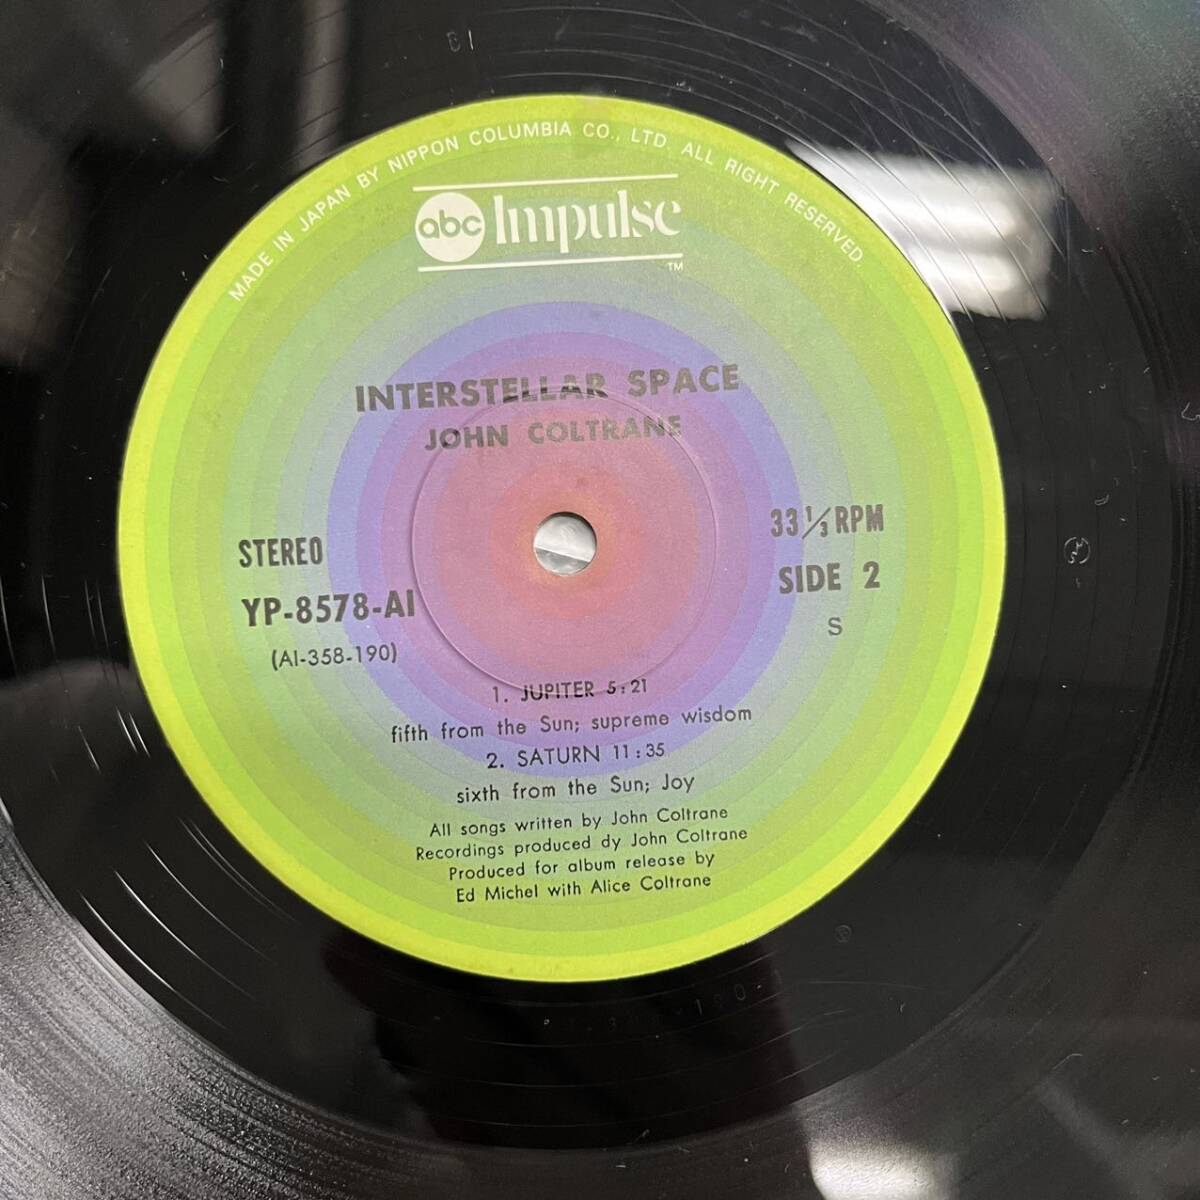 MADE IN JAPAN BY NIPPON COLUMBIA CO., LTD. ALL RIGHT RESERVED.
abc Impulse
TM
INTERSTELLAR SPACE
JOHN COLTRANE
STEREO
33 1/3 RPM
YP-8578-AI
SIDE 2
(AI-358-190)
S
1. JUPITER 5:21
fifth from the Sun; supreme wisdom
2. SATURN 11:35
sixth from the Sun; Joy
All songs written by John Coltrane
Recordings produced dy John Coltrane
Produced for album release by
Ed Michel with Alice Coltrane